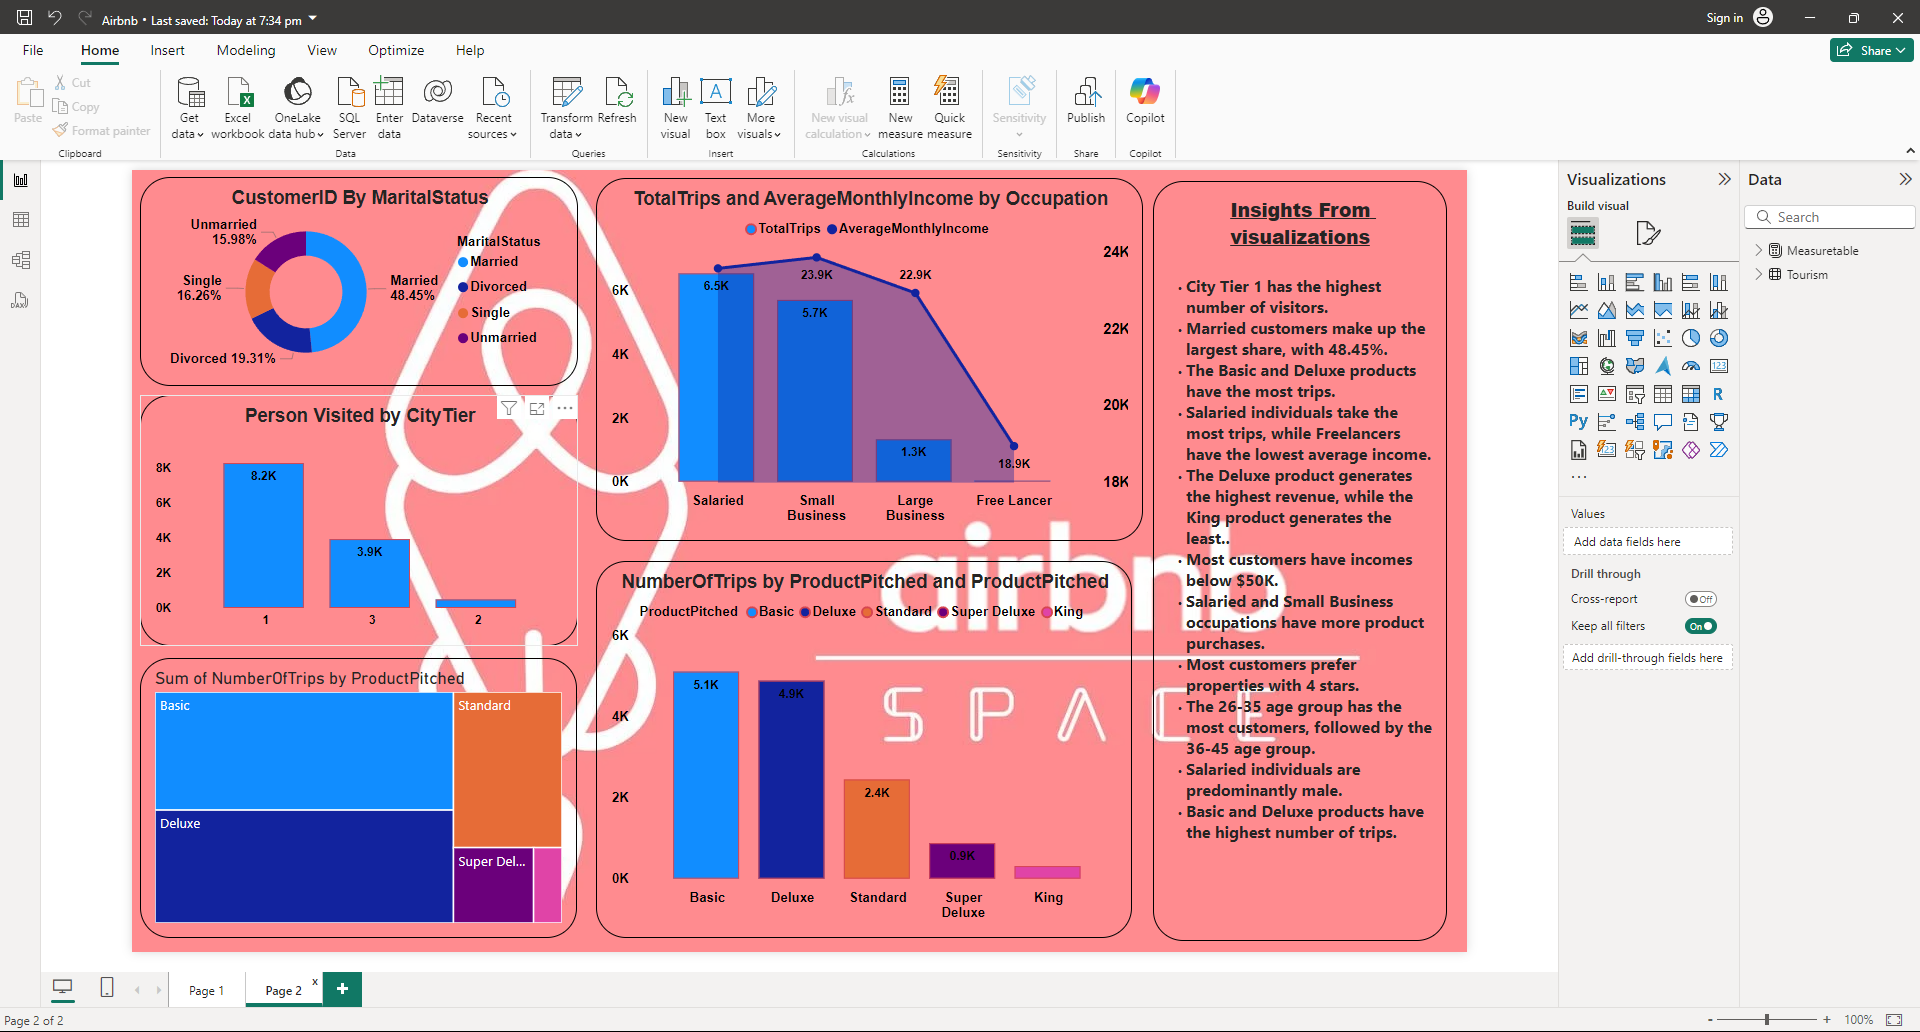 Airbnb • Last saved: Today at 7:34 pm
Sign in
File Home Insert Modeling View Optimize Help
Share
Paste
Cut
Copy
Format painter
Clipboard
Get data
Excel workbook
OneLake data hub
SQL Server
Enter data
Dataverse
Recent sources
Data
Transform data
Refresh
Queries
New visual
Text box
More visuals
Insert
New visual calculation
New measure
Quick measure
Calculations
Sensitivity
Sensitivity
Publish
Share
Copilot
Copilot
CustomerID By MaritalStatus
Unmarried
15.98%
Single
16.26%
Divorced 19.31%
Married
48.45%
MaritalStatus
Married
Divorced
Single
Unmarried
Person Visited by CityTier
8K
6K
4K
2K
0K
8.2K
3.9K
1 3 2
Sum of NumberOfTrips by ProductPitched
Basic
Deluxe
Standard
Super Del...
TotalTrips and AverageMonthlyIncome by Occupation
TotalTrips AverageMonthlyIncome
6K
4K
2K
0K
24K
22K
20K
18K
6.5K
23.9K
5.7K
22.9K
1.3K
18.9K
Salaried
Small
Business
Large
Business
Free Lancer
airbnb
SPACE
NumberOfTrips by ProductPitched and ProductPitched
ProductPitched Basic Deluxe Standard Super Deluxe King
6K
4K
2K
0K
5.1K
4.9K
2.4K
0.9K
Basic
Deluxe
Standard
Super
Deluxe
King
Insights From
visualizations
• City Tier 1 has the highest
number of visitors.
• Married customers make up the
largest share, with 48.45%.
• The Basic and Deluxe products
have the most trips.
• Salaried individuals take the
most trips, while Freelancers
have the lowest average income.
• The Deluxe product generates
the highest revenue, while the
King product generates the
least..
• Most customers have incomes
below $50K.
• Salaried and Small Business
occupations have more product
purchases.
• Most customers prefer
properties with 4 stars.
• The 26-35 age group has the
most customers, followed by the
36-45 age group.
• Salaried individuals are
predominantly male.
• Basic and Deluxe products have
the highest number of trips.
Visualizations
Build visual
123
R
Py
...
Values
Add data fields here
Drill through
Cross-report
Off
Keep all filters
On
Add drill-through fields here
Data
Search
Measuretable
Tourism
Page 1
Page 2
x
+
Page 2 of 2
- + 100%